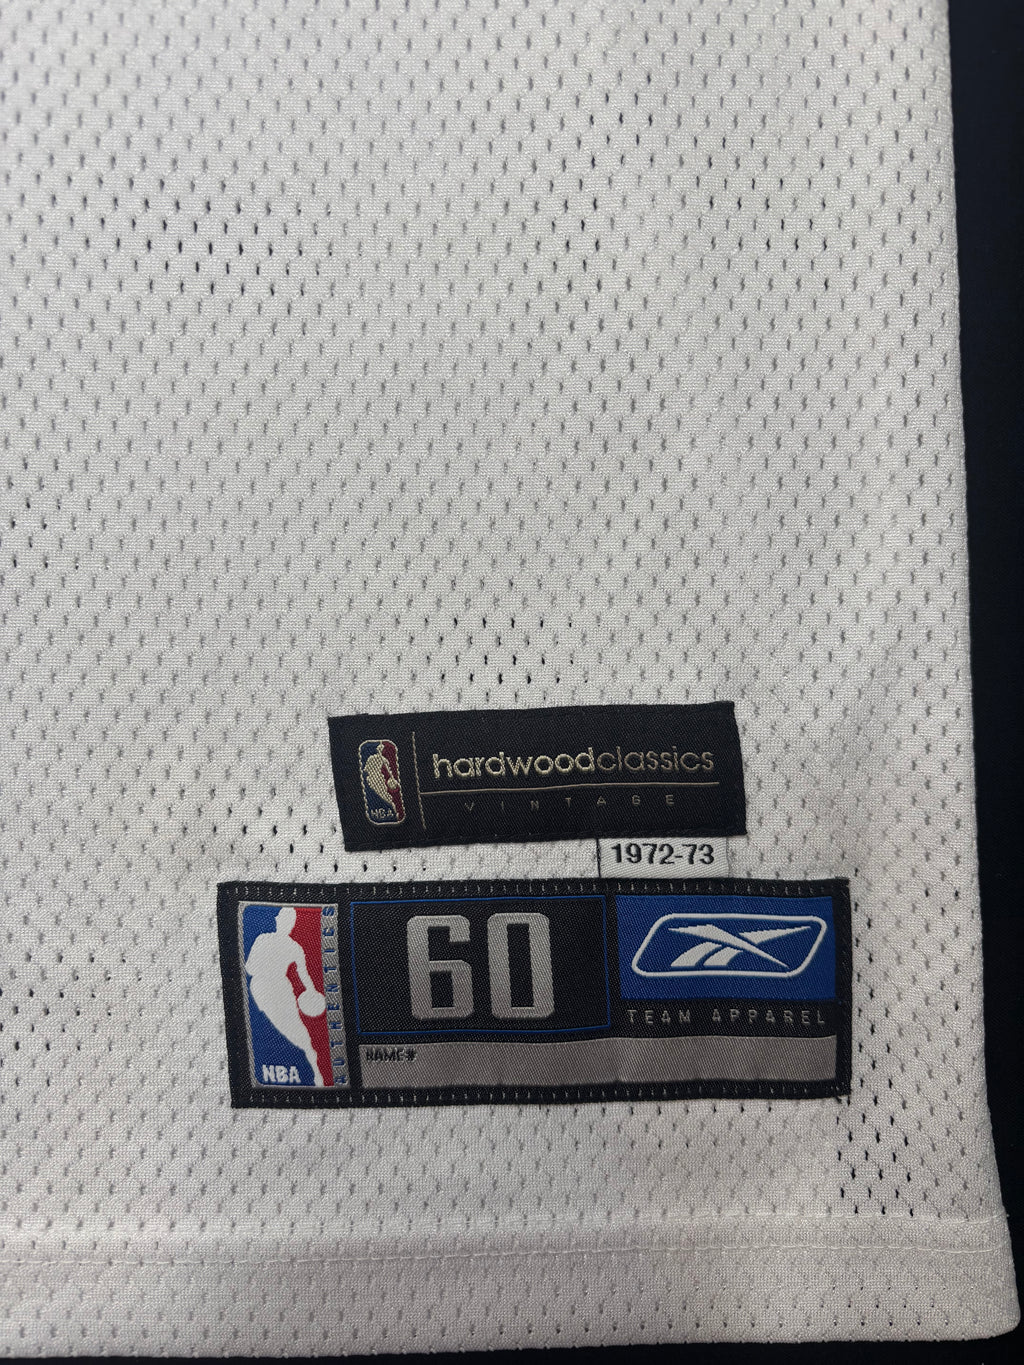 NBA
hardwoodclassics
VINTAGE
1972-73
NBA
AUTHENTICS
60
TEAM APPAREL
NAME#